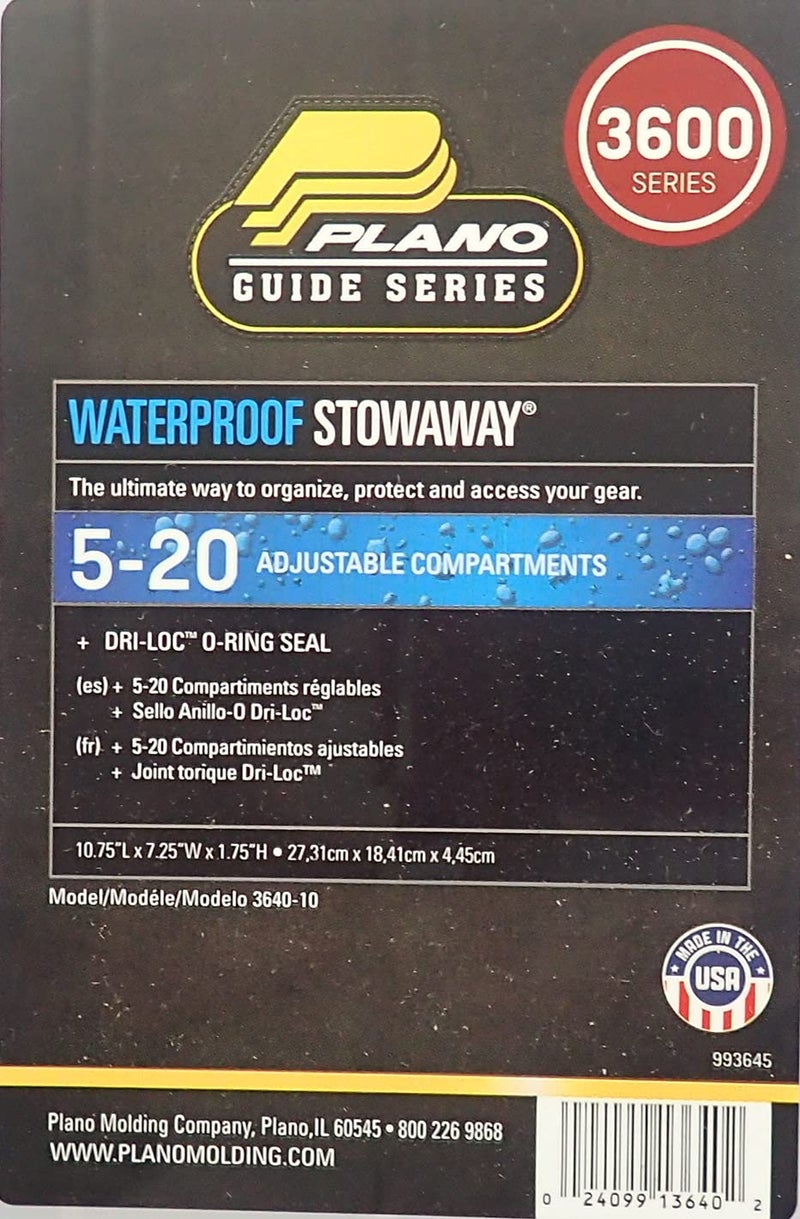 3600
SERIES
PLANO
GUIDE SERIES
WATERPROOF STOWAWAY®
The ultimate way to organize, protect and access your gear.
5-20 ADJUSTABLE COMPARTMENTS
+ DRI-LOC™ O-RING SEAL
(es) + 5-20 Compartiments réglables
+ Sello Anillo-O Dri-Loc™
(fr) + 5-20 Compartimientos ajustables
+ Joint torique Dri-Loc™
10.75"L x 7.25"W x 1.75"H • 27,31cm x 18,41cm x 4,45cm
Model/Modéle/Modelo 3640-10
MADE IN THE
USA
993645
Plano Molding Company, Plano,IL 60545 • 800 226 9868
WWW.PLANOMOLDING.COM
0 24099 13640 2